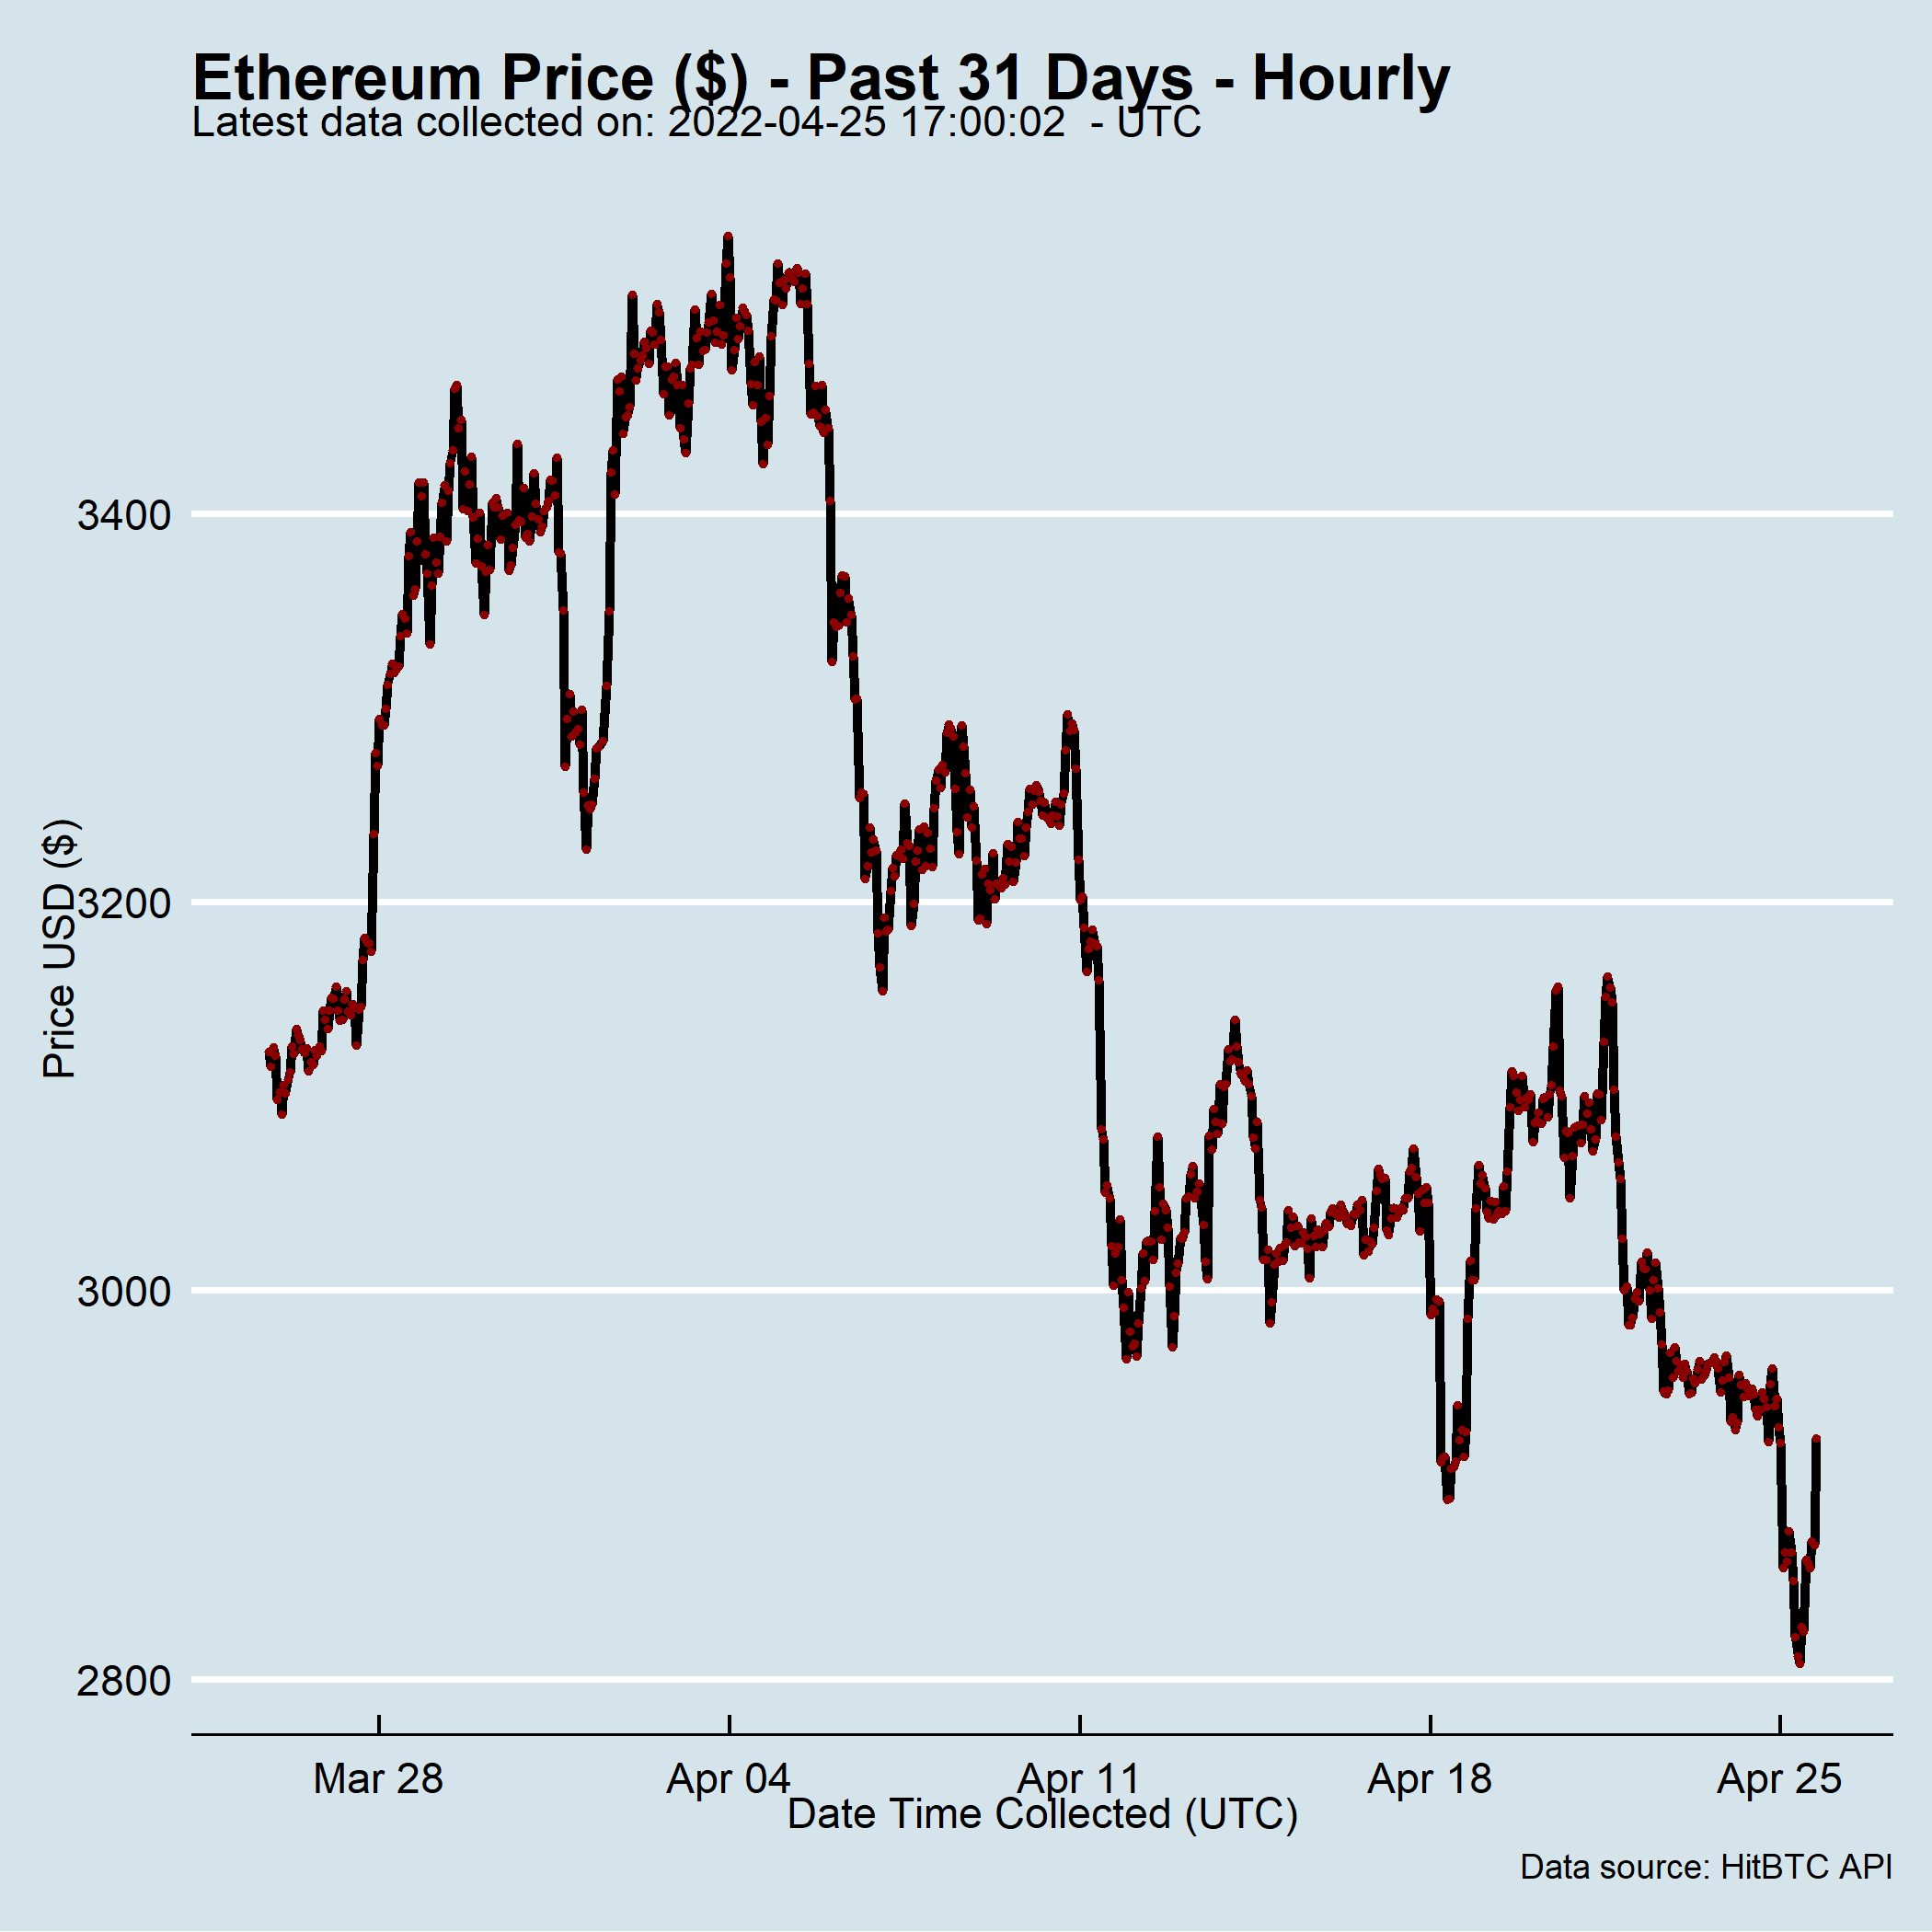 Ethereum Price ($) - Past 31 Days - Hourly
Latest data collected on: 2022-04-25 17:00:02  - UTC
Price USD ($)
3400
3200
3000
2800
Mar 28 Apr 04 Apr 11 Apr 18 Apr 25
Date Time Collected (UTC)
Data source: HitBTC API